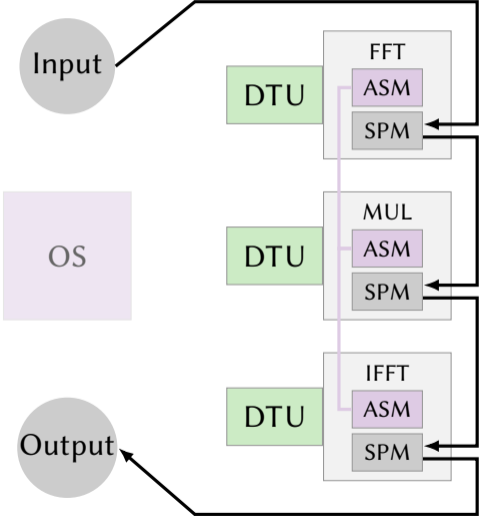 Input
FFT
DTU
ASM
SPM
OS
MUL
DTU
ASM
SPM
Output
IFFT
DTU
ASM
SPM